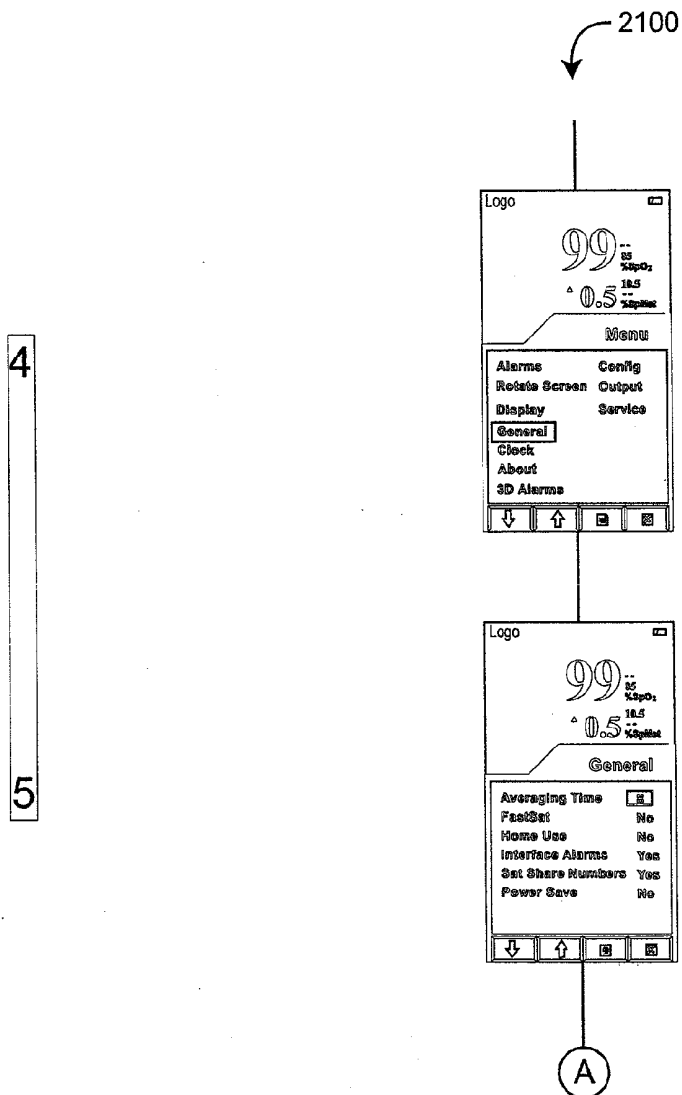 2100
Logo
99 --
85
%SpO2
0.5 10.5
--
%SpMet
Menu
Alarms Config
Rotate Screen Output
Display Service
General
Clock
About
3D Alarms
4
Logo
99 --
85
%SpO2
0.5 10.5
--
%SpMet
General
Averaging Time
FastSat No
Home Use No
Interface Alarms Yes
Sat Share Numbers Yes
Power Save No
5
A